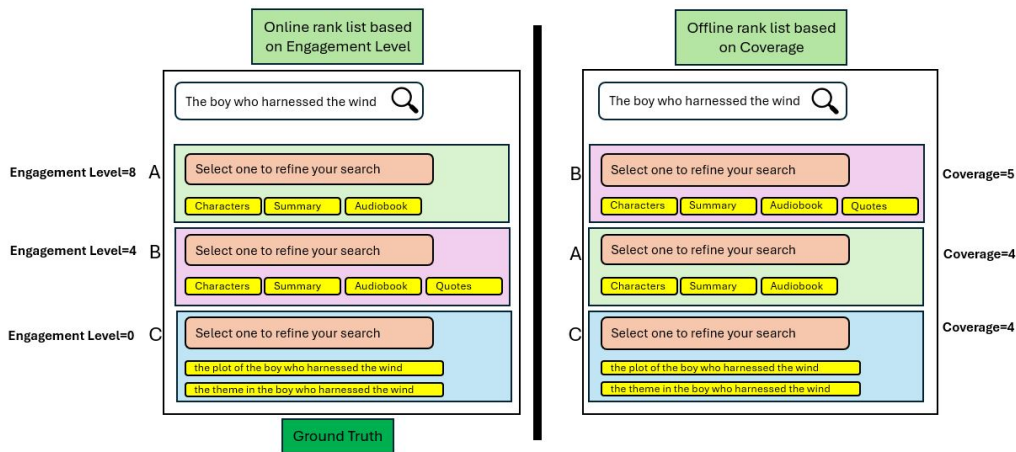 Online rank list based
on Engagement Level
The boy who harnessed the wind
Engagement Level=8
A
Select one to refine your search
Characters
Summary
Audiobook
Engagement Level=4
B
Select one to refine your search
Characters
Summary
Audiobook
Quotes
Engagement Level=0
C
Select one to refine your search
the plot of the boy who harnessed the wind
the theme in the boy who harnessed the wind
Ground Truth
Offline rank list based
on Coverage
The boy who harnessed the wind
B
Select one to refine your search
Coverage=5
Characters
Summary
Audiobook
Quotes
A
Select one to refine your search
Coverage=4
Characters
Summary
Audiobook
C
Select one to refine your search
Coverage=4
the plot of the boy who harnessed the wind
the theme in the boy who harnessed the wind